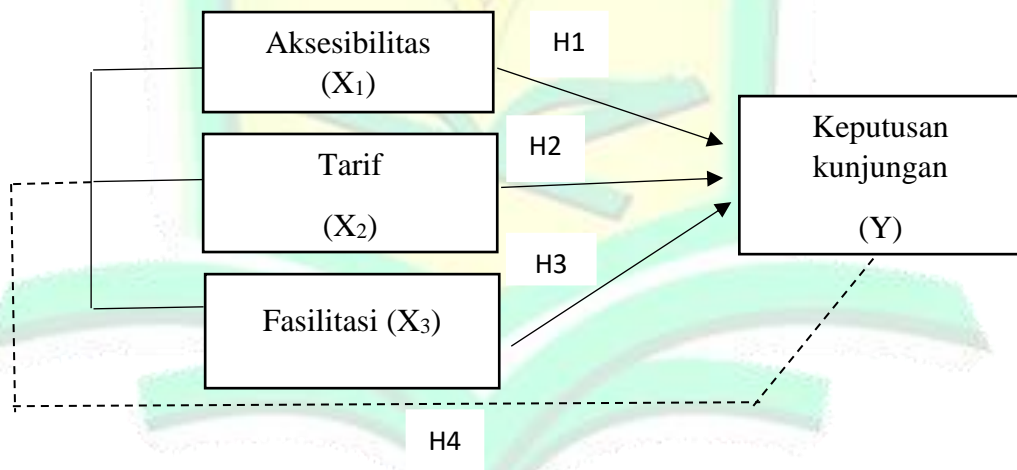 Aksesibilitas
(X₁)
H1
Tarif
(X₂)
H2
Keputusan
kunjungan
(Y)
H3
Fasilitasi (X₃)
H4